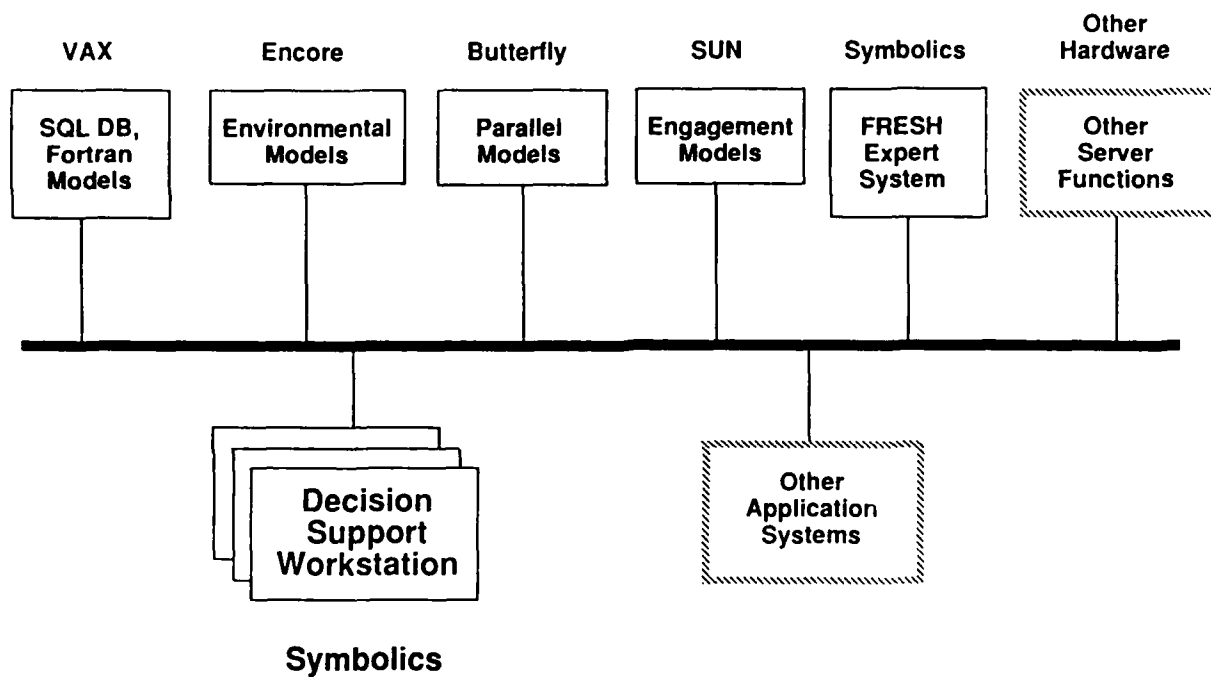 Other
VAX Encore Butterfly SUN Symbolics Hardware
SQL DB,
Fortran
Models
Environmental
Models
Parallel
Models
Engagement
Models
FRESH
Expert
System
Other
Server
Functions
Decision
Support
Workstation
Other
Application
Systems
Symbolics